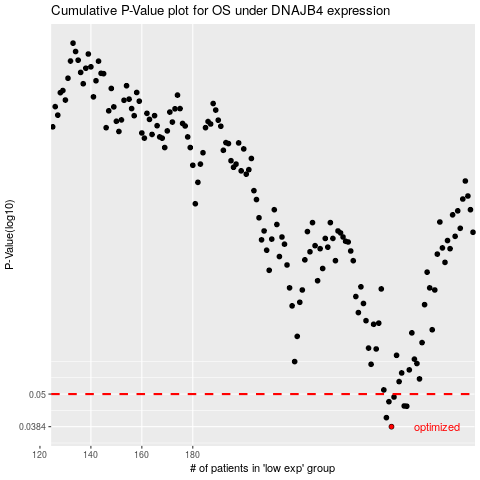 Cumulative P-Value plot for OS under DNAJB4 expression
P-Value(log10)
0.05
0.0384
optimized
120 140 160 180
# of patients in 'low exp' group